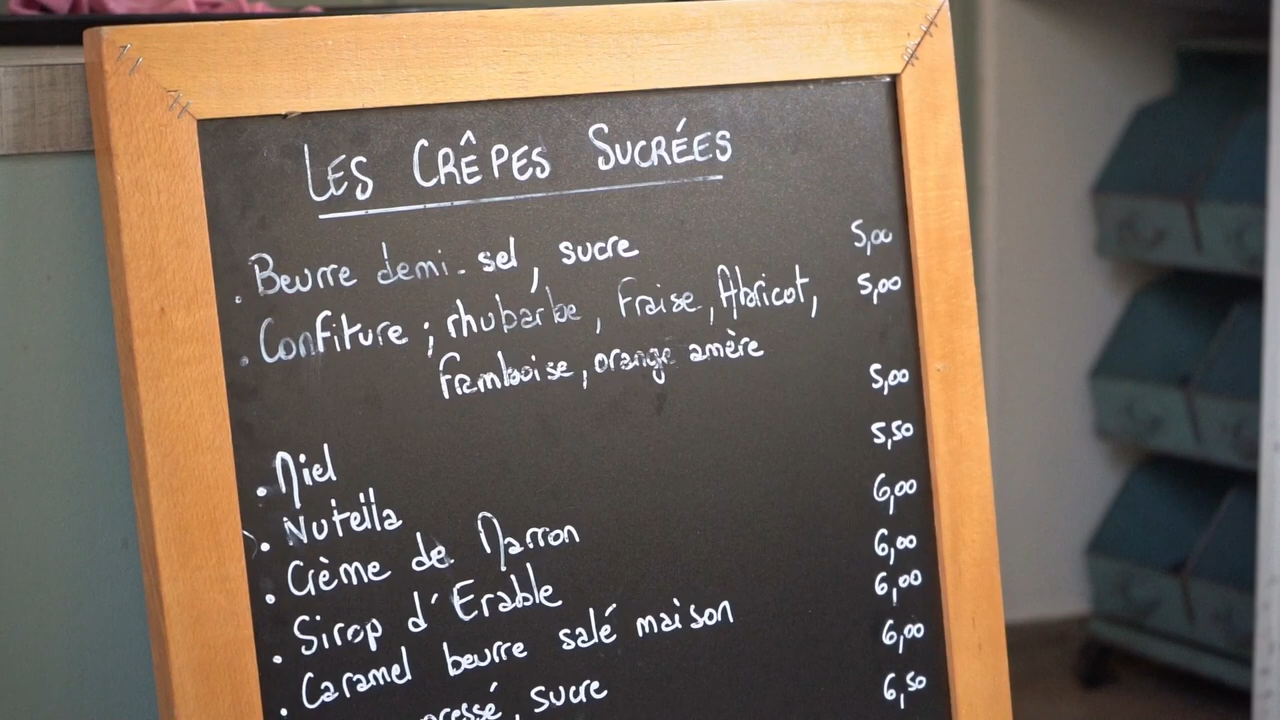 LES CRÊPES SUCRÉES
. Beurre demi-sel, sucre 5,00
. Confiture ; rhubarbe, Fraise, Abricot, 5,00
framboise, orange amère
. Miel 5,00
. Nutella 5,50
. Crème de Marron 6,00
. Sirop d'Erable 6,00
. Caramel beurre salé maison 6,00
pressé, sucre 6,00
6,50